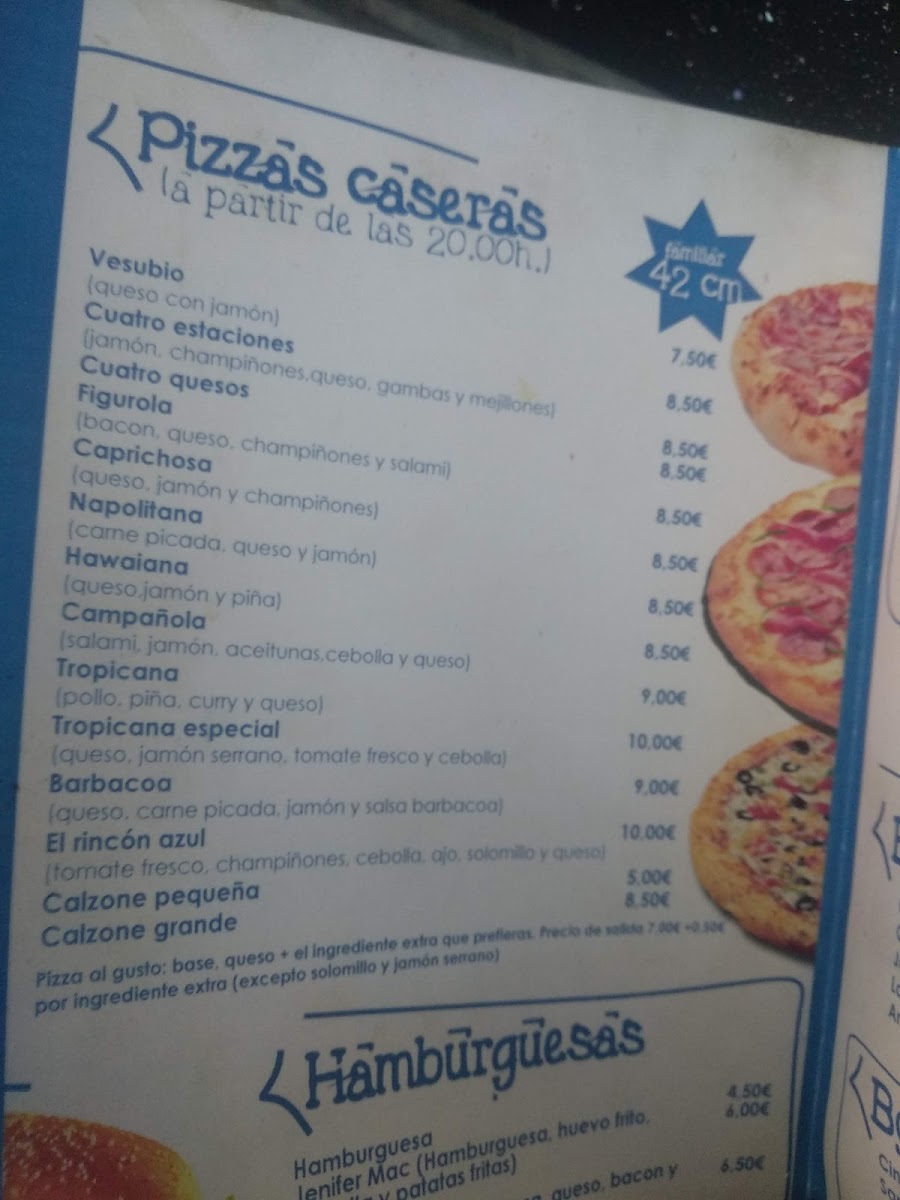 Pizzas caseras
(a partir de las 20.00h.)
familiar
42 cm
Vesubio
(queso con jamón) 7,50€
Cuatro estaciones
(jamón, champiñones,queso, gambas y mejillones) 8,50€
Cuatro quesos 8,50€
Figurola 8,50€
(bacon, queso, champiñones y salami)
Caprichosa 8,50€
(queso, jamón y champiñones)
Napolitana 8,50€
(carne picada, queso y jamón)
Hawaiana 8,50€
(queso,jamón y piña)
Campañola 8,50€
(salami, jamón, aceitunas,cebolla y queso)
Tropicana 9,00€
(pollo, piña, curry y queso)
Tropicana especial 10,00€
(queso, jamón serrano, tomate fresco y cebolla)
Barbacoa 9,00€
(queso, carne picada, jamón y salsa barbacoa)
El rincón azul 10,00€
(tomate fresco, champiñones, cebolla, ajo, solomillo y queso)
Calzone pequeña 5,00€
Calzone grande 8,50€
Pizza al gusto: base, queso + el ingrediente extra que prefieras. Precio de salida 7,00€ +0,50€
por ingrediente extra (excepto solomillo y jamón serrano)
Hamburguesas
Hamburguesa 4,50€
Jenifer Mac (Hamburguesa, huevo frito, 6,00€
y patatas fritas)
queso, bacon y 6,50€